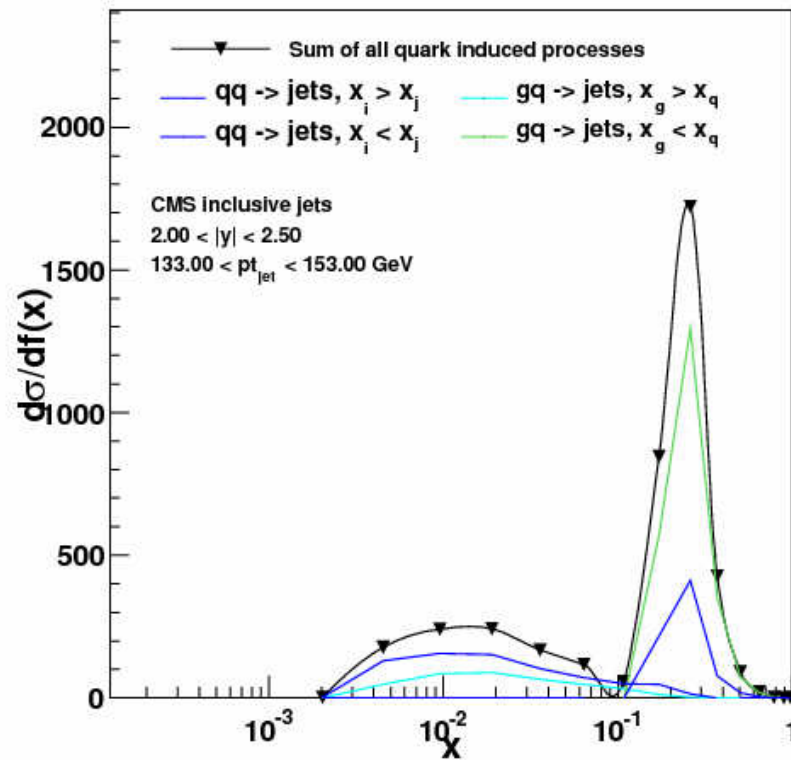 Sum of all quark induced processes
qq -> jets, x_i > x_j    gq -> jets, x_g > x_q
qq -> jets, x_i < x_j    gq -> jets, x_g < x_q
CMS inclusive jets
2.00 < |y| < 2.50
133.00 < pt_jet < 153.00 GeV
dσ/df(x)
2000
1500
1000
500
0
10^-3 10^-2 10^-1 1
x